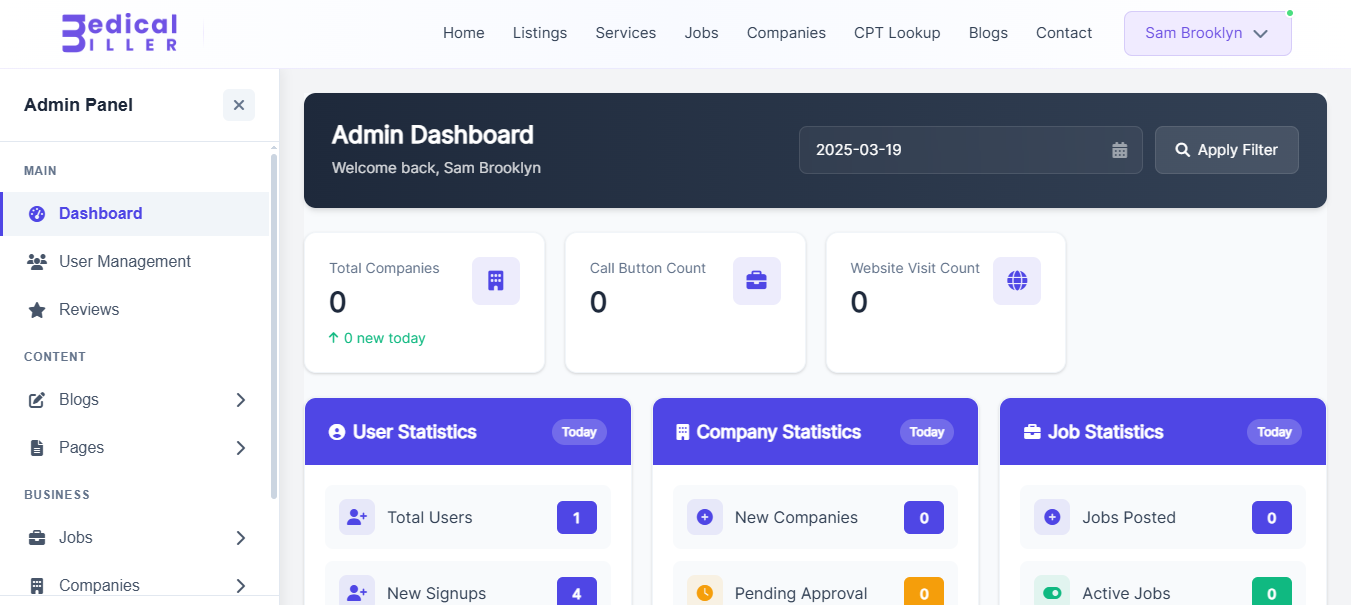 Medical
BILLER
Home Listings Services Jobs Companies CPT Lookup Blogs Contact Sam Brooklyn
Admin Panel
MAIN
Dashboard
User Management
Reviews
CONTENT
Blogs
Pages
BUSINESS
Jobs
Companies
Admin Dashboard
Welcome back, Sam Brooklyn
2025-03-19
Apply Filter
Total Companies
0
0 new today
Call Button Count
0
Website Visit Count
0
User Statistics Today
Total Users 1
New Signups 4
Company Statistics Today
New Companies 0
Pending Approval 0
Job Statistics Today
Jobs Posted 0
Active Jobs 0